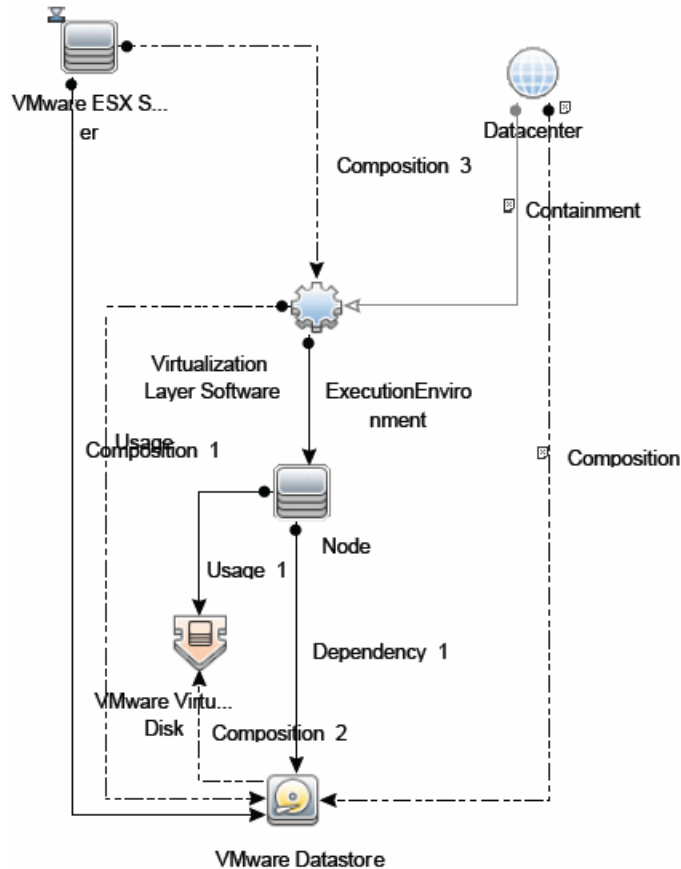 VMware ESX S...
er
Datacenter
Composition 3
Containment
Virtualization
Layer Software
ExecutionEnviro
nment
Usage
Composition 1
Composition
Node
Usage 1
Dependency 1
VMware Virtu...
Disk
Composition 2
VMware Datastore